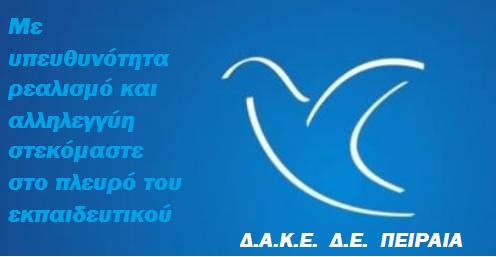 Με
υπευθυνότητα
ρεαλισμό και
αλληλεγγύη
στεκόμαστε
στο πλευρό του
εκπαιδευτικού
Δ.Α.Κ.Ε. Δ.Ε. ΠΕΙΡΑΙΑ